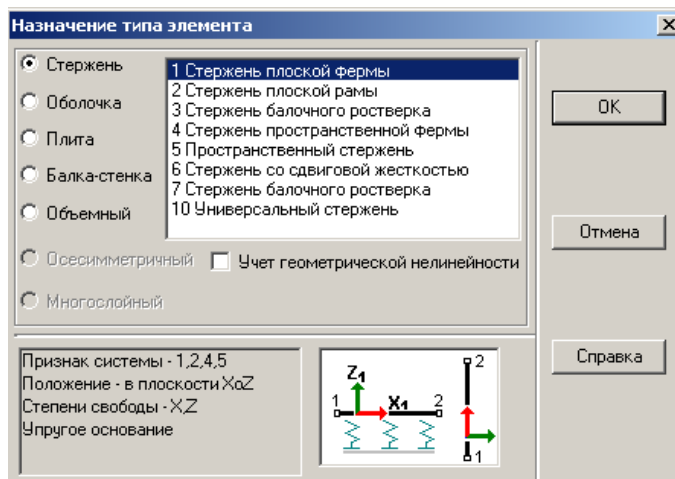 Назначение типа элемента
Стержень
Оболочка
Плита
Балка-стенка
Объемный
Осесимметричный
Многослойный
1 Стержень плоской фермы
2 Стержень плоской рамы
3 Стержень балочного ростверка
4 Стержень пространственной фермы
5 Пространственный стержень
6 Стержень со сдвиговой жесткостью
7 Стержень балочного ростверка
10 Универсальный стержень
Учет геометрической нелинейности
OK
Отмена
Справка
Признак системы - 1,2,4,5
Положение - в плоскости XoZ
Степени свободы - X,Z
Упругое основание
Z1
1 X1 2
2
1